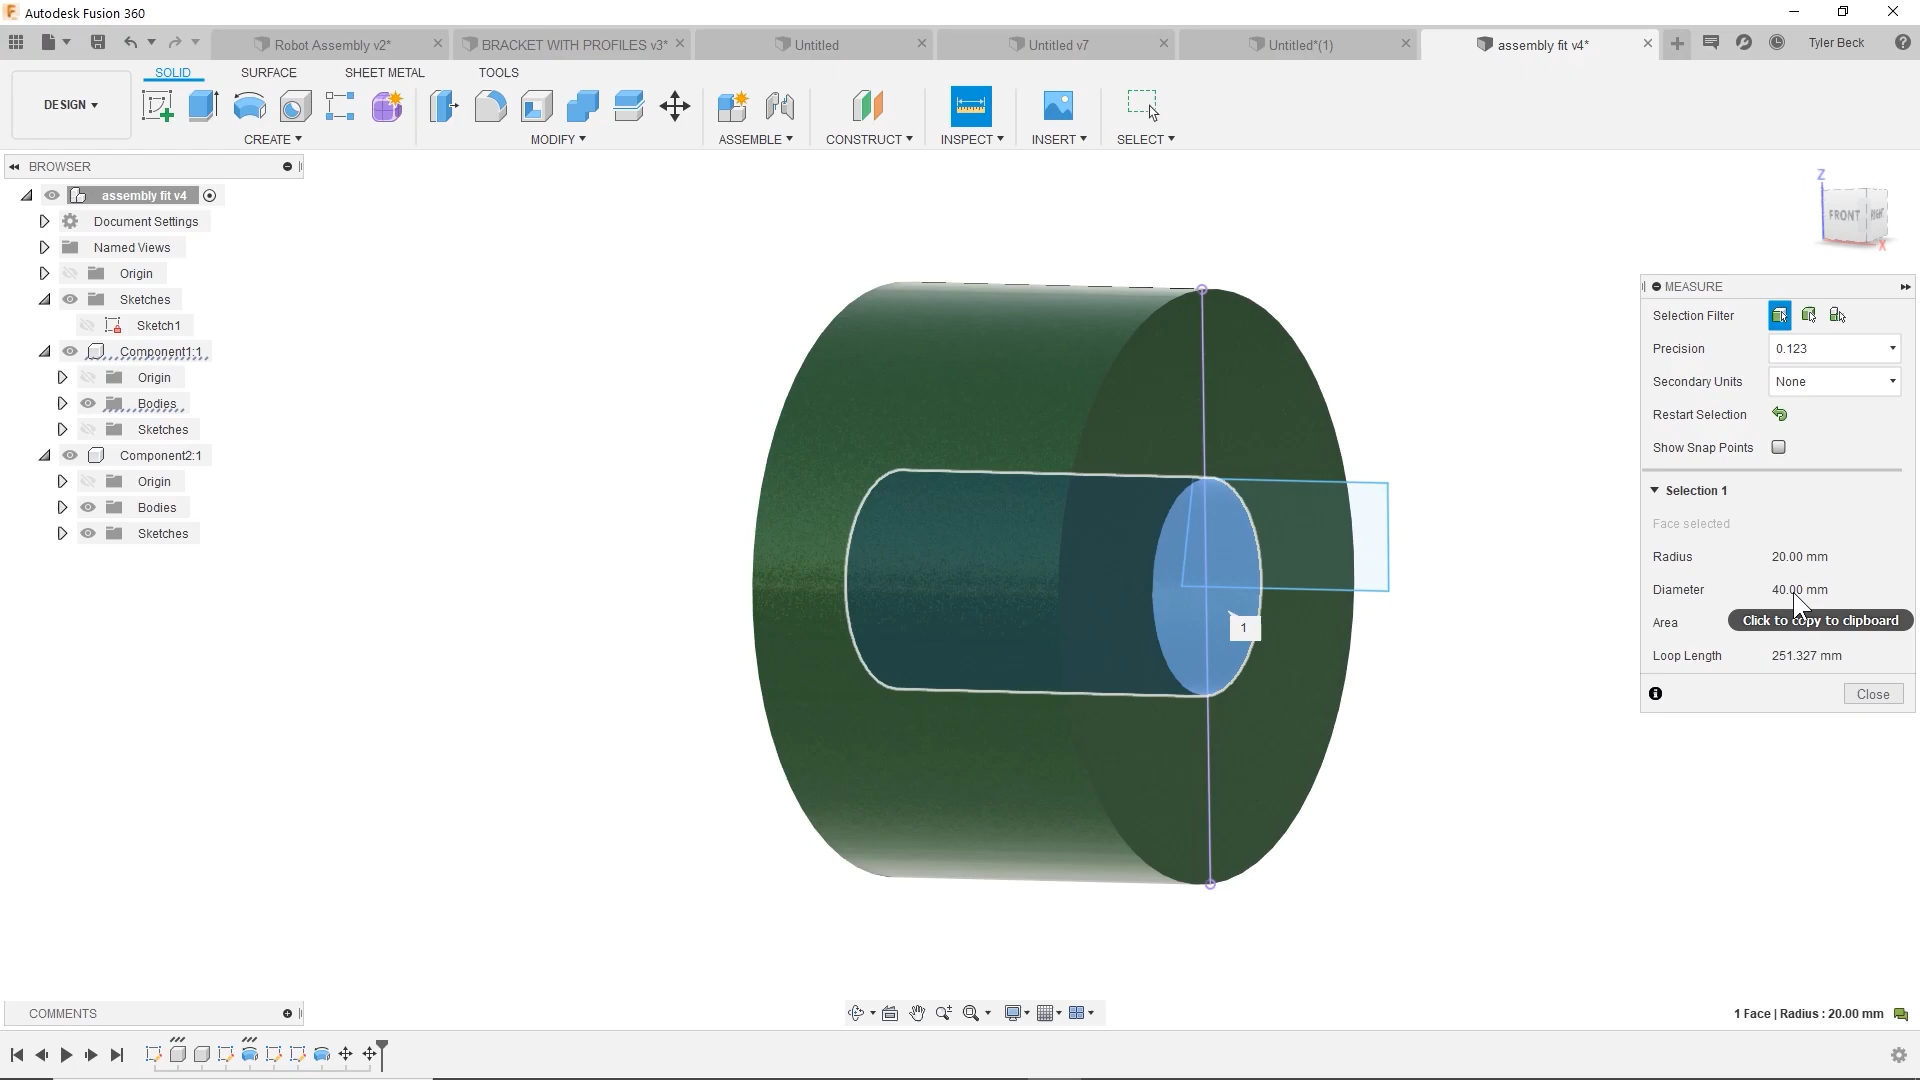 Autodesk Fusion 360
Robot Assembly v2*
BRACKET WITH PROFILES v3*
Untitled
Untitled v7
Untitled*(1)
assembly fit v4*
Tyler Beck
SOLID
SURFACE
SHEET METAL
TOOLS
DESIGN
CREATE
MODIFY
ASSEMBLE
CONSTRUCT
INSPECT
INSERT
SELECT
BROWSER
assembly fit v4
Document Settings
Named Views
Origin
Sketches
Sketch1
Component1:1
Origin
Bodies
Sketches
Component2:1
Origin
Bodies
Sketches
Z
FRONT
RIGHT
X
1
MEASURE
Selection Filter
Precision 0.123
Secondary Units None
Restart Selection
Show Snap Points
Selection 1
Face selected
Radius 20.00 mm
Diameter 40.00 mm
Area
Click to copy to clipboard
Loop Length 251.327 mm
Close
COMMENTS
1 Face | Radius : 20.00 mm